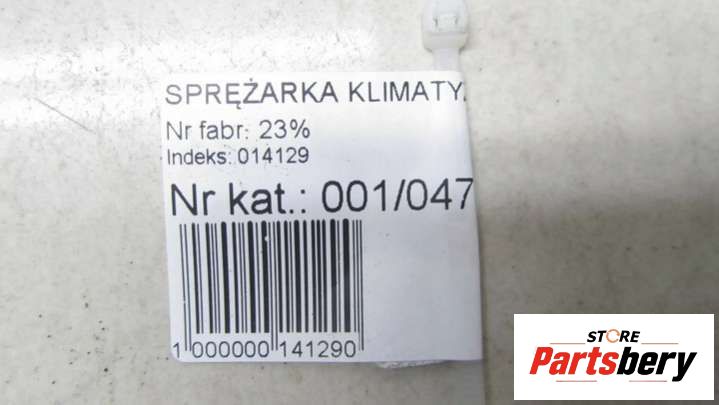 SPRĘŻARKA KLIMATY
Nr fabr: 23%
Indeks: 014129
Nr kat.: 001/047
1 000000 141290
STORE
Partsbery